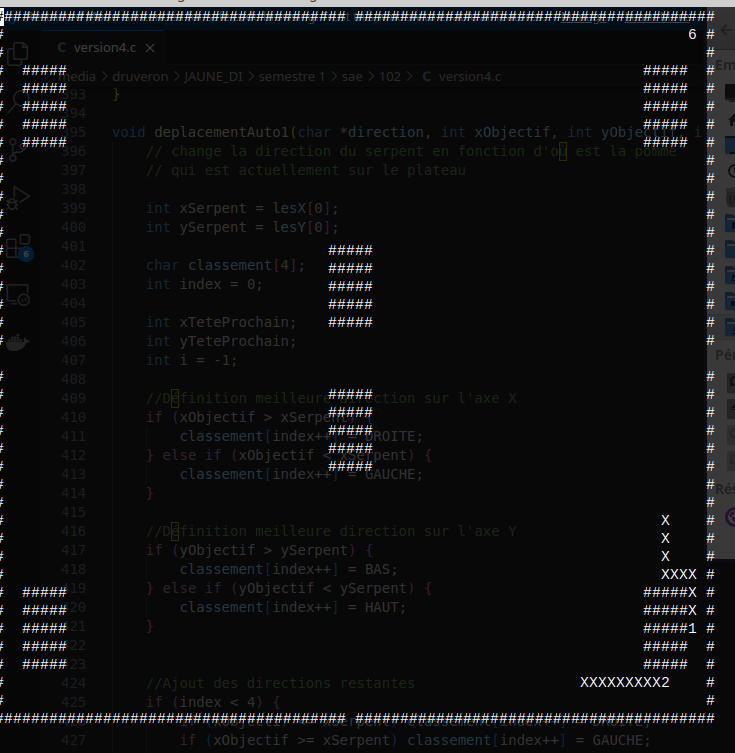 ####################################### ########################################
# 6 #
version4.c
media > druveron > JAUNE_DI > semestre 1 > sae > 102 > C version4.c
##### #####
##### #####
##### #####
##### #####
##### #####
393 }
394
395 void deplacementAuto1(char *direction, int xObjectif, int yObjectif, i
396 // change la direction du serpent en fonction d'où est la pomme
397 // qui est actuellement sur le plateau
398
399 int xSerpent = lesX[0];
400 int ySerpent = lesY[0];
401
#####
402 char classement[4];
#####
403 int index = 0;
#####
404
#####
405 int xTeteProchain;
#####
406 int yTeteProchain;
407 int i = -1;
408
409 //Définition meilleure direction sur l'axe X
#####
410 if (xObjectif > xSerpent) {
#####
411 classement[index++] = DROITE;
#####
412 } else if (xObjectif < xSerpent) {
#####
413 classement[index++] = GAUCHE;
#####
414 }
415
X #
416 //Définition meilleure direction sur l'axe Y
X #
417 if (yObjectif > ySerpent) {
X #
418 classement[index++] = BAS;
XXXX #
419 } else if (yObjectif < ySerpent) {
##### #####X #
420 classement[index++] = HAUT;
##### #####X #
421 }
##### #####1 #
422
##### ##### #
423
##### ##### #
424 //Ajout des directions restantes
XXXXXXXXX2 #
425 if (index < 4) {
####################################### ########################################
427 if (xObjectif >= xSerpent) classement[index++] = GAUCHE;